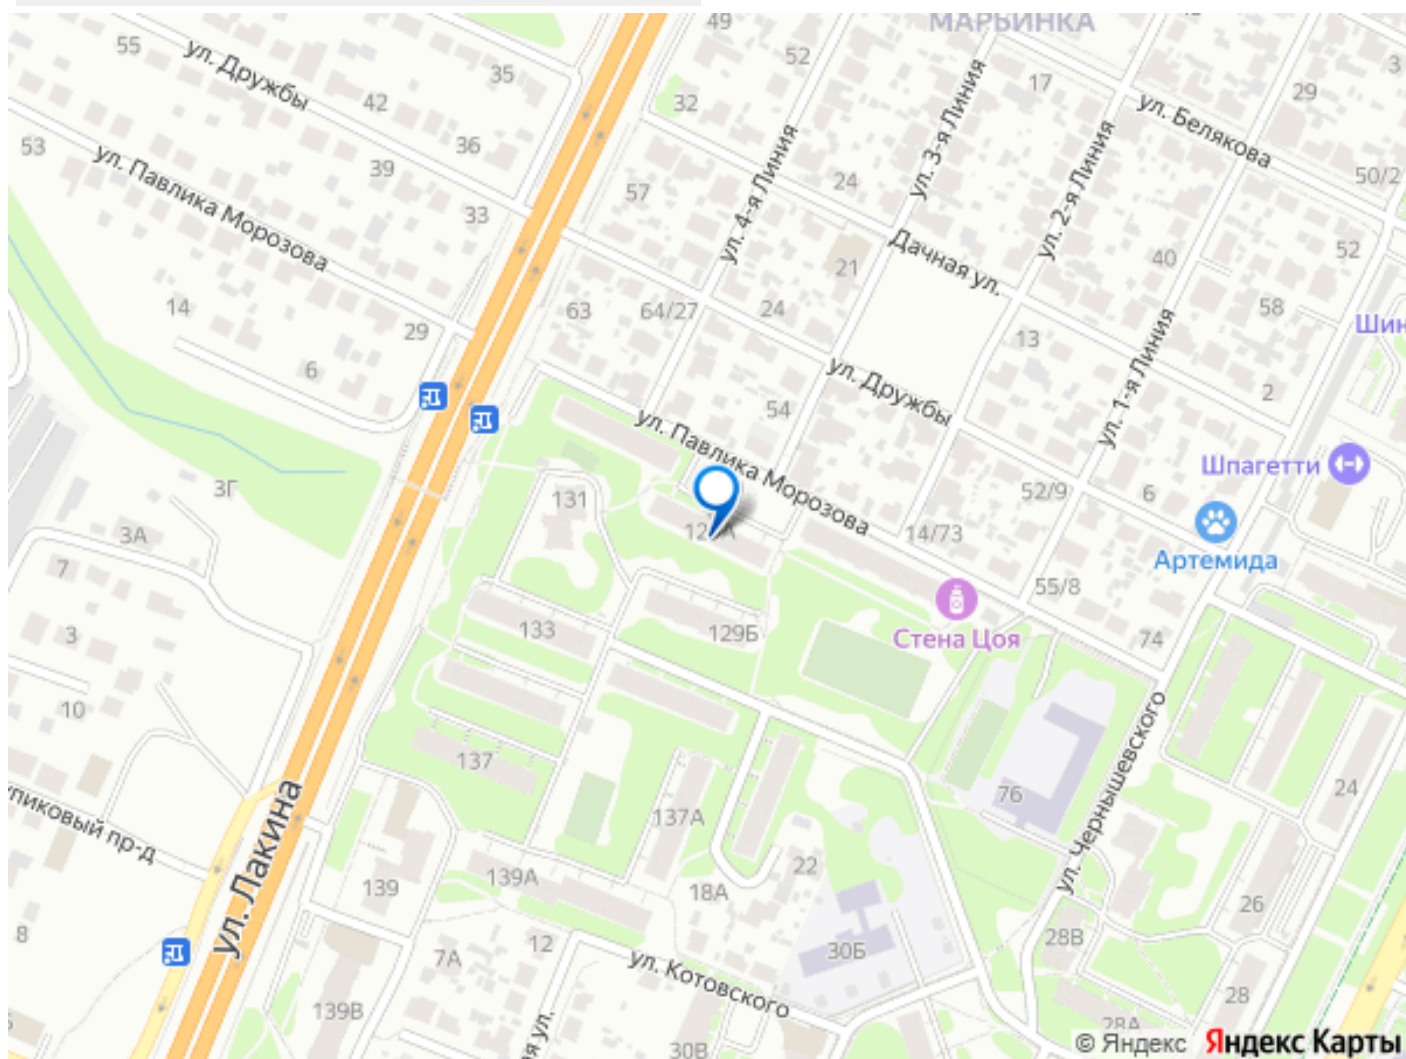 49
МАРЬИНКА
55
ул. Дружбы
35
52
17
3
29
42
32
ул. Белякова
36
53
ул. Павлика Морозова
39
57
ул. 4-я Линия
24
ул. 3-я Линия
ул. 2-я Линия
50/2
33
Дачная ул.
21
40
52
14
29
63
64/27
24
58
Шин
6
13
ул. 1-я Линия
ул. Дружбы
2
54
ул. Павлика Морозова
Шпагетти
3Г
131
52/9
6
3А
14/73
Артемида
7
55/8
3
133
129Б
Стена Цоя
74
10
137
76
ул. Чернышевского
24
пиковый пр-д
137А
ул. Лакина
139
139А
22
18А
26
8
12
7А
30Б
28В
ул. Котовского
28
139В
ая ул.
30В
28А
© Яндекс
Яндекс Карты